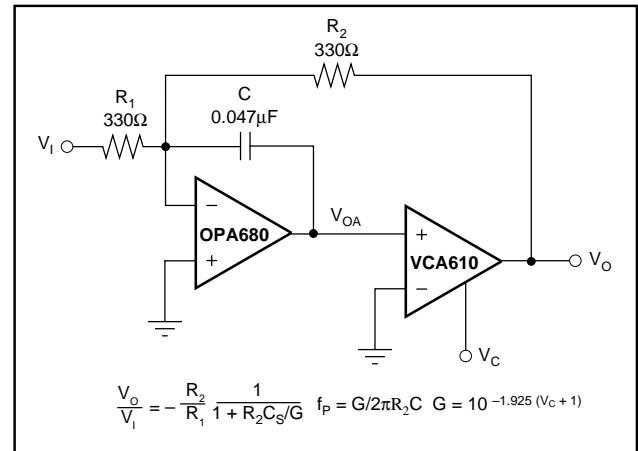 R2
330Ω
R1
330Ω
C
0.047µF
VI
−
+
OPA680
VOA
+
−
VCA610
VO
VC
VO/VI = − R2/R1 1/1 + R2CS/G fP = G/2πR2C G = 10^−1.925 (VC + 1)